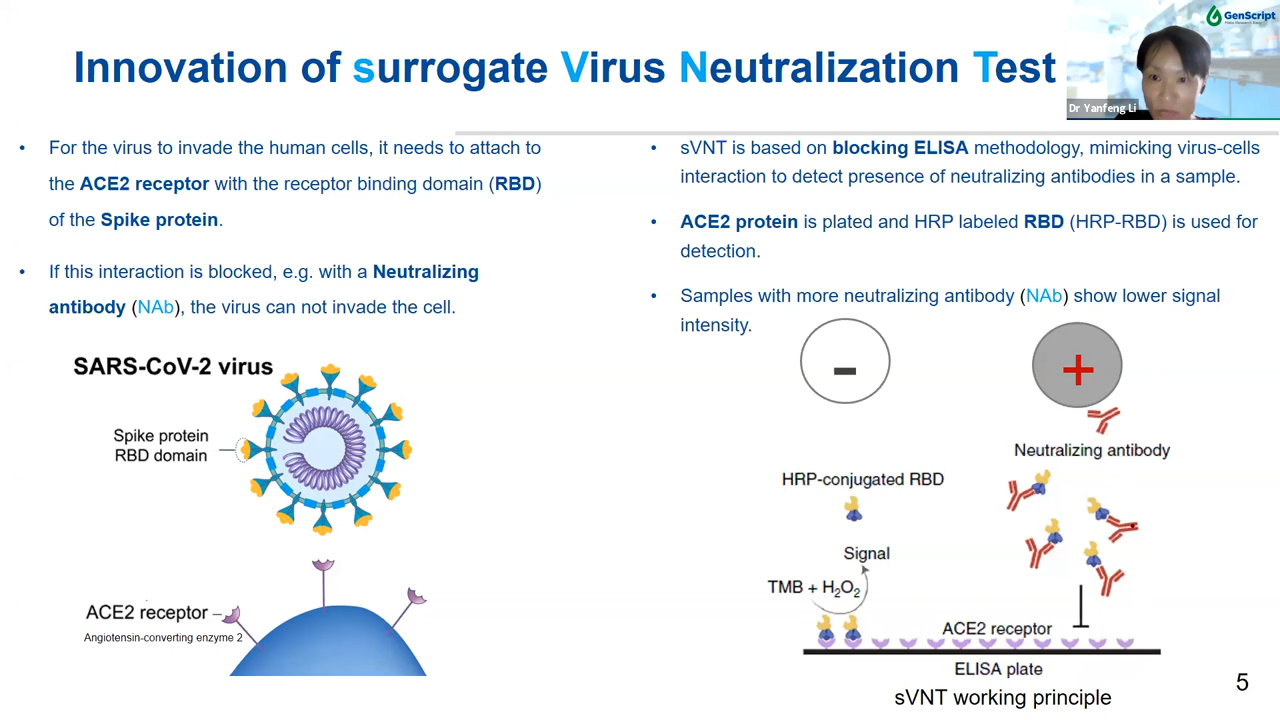 GenScript
Innovation of surrogate Virus Neutralization Test
Dr Yanfeng Li
• For the virus to invade the human cells, it needs to attach to
the ACE2 receptor with the receptor binding domain (RBD)
of the Spike protein.
• If this interaction is blocked, e.g. with a Neutralizing
antibody (NAb), the virus can not invade the cell.
SARS-CoV-2 virus
Spike protein
RBD domain
ACE2 receptor
Angiotensin-converting enzyme 2
• sVNT is based on blocking ELISA methodology, mimicking virus-cells
interaction to detect presence of neutralizing antibodies in a sample.
• ACE2 protein is plated and HRP labeled RBD (HRP-RBD) is used for
detection.
• Samples with more neutralizing antibody (NAb) show lower signal
intensity.
- +
Neutralizing antibody
HRP-conjugated RBD
Signal
TMB + H₂O₂
ACE2 receptor
ELISA plate
sVNT working principle
5